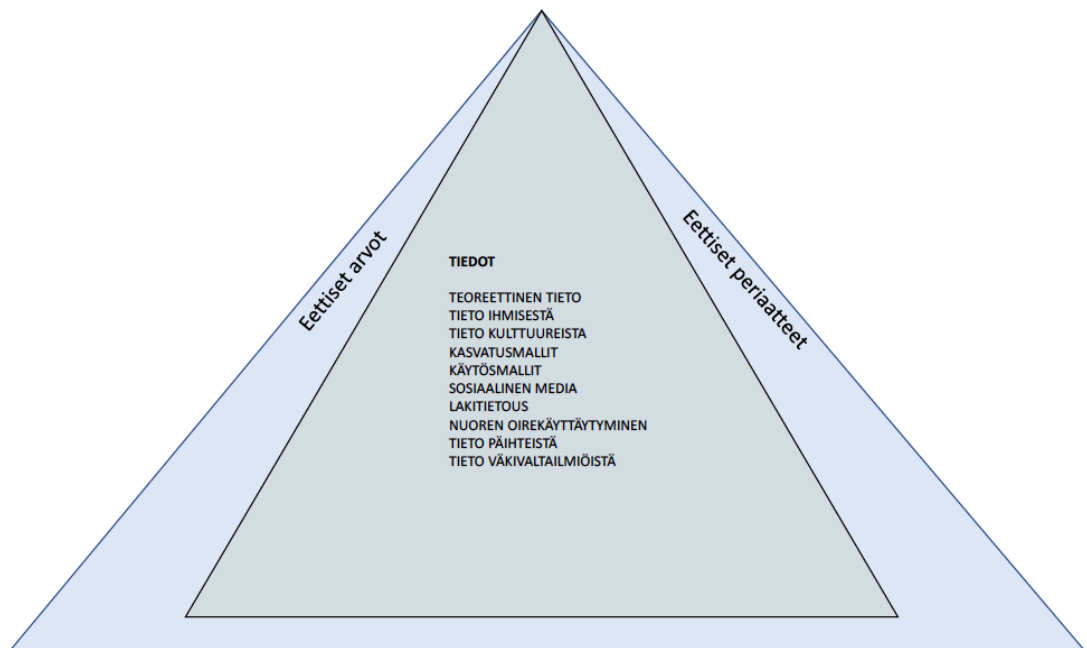 Eettiset arvot
Eettiset periaatteet
TIEDOT
TEOREETTINEN TIETO
TIETO IHMISESTÄ
TIETO KULTTUUREISTA
KASVATUSMALLIT
KÄYTÖSMALLIT
SOSIAALINEN MEDIA
LAKITIETOUS
NUOREN OIREKÄYTTÄYTYMINEN
TIETO PÄIHTEISTÄ
TIETO VÄKIVALTAILMIÖISTÄ